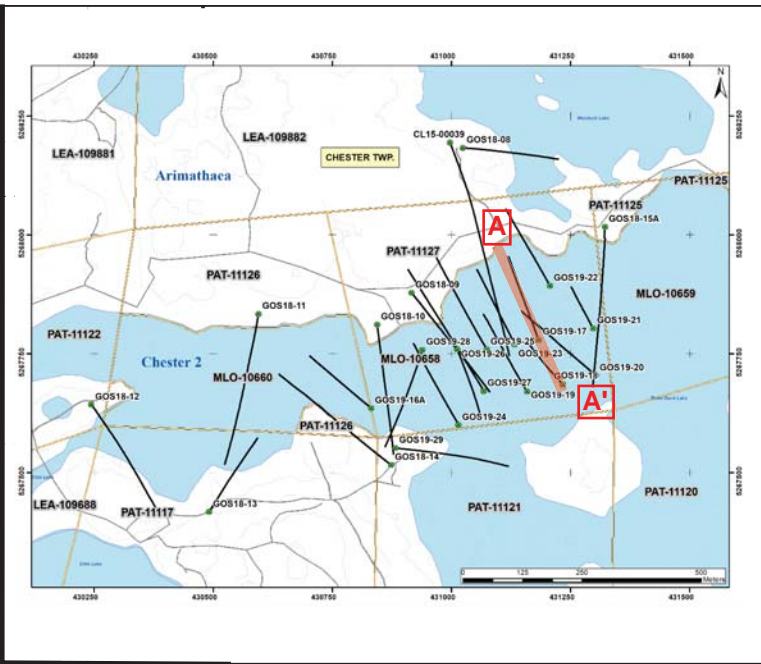 430250 430500 430750 431000 431250 431500
N
5268250
5268250
CL15-00039
GOS18-08
LEA-109882
LEA-109881
CHESTER TWP.
Arimathaea
PAT-11125
PAT-11125
GOS18-15A
A
5268000
5268000
PAT-11127
PAT-11126
GOS18-09
GOS19-22
MLO-10659
GOS18-11
GOS18-10
GOS19-21
PAT-11122
GOS19-17
GOS19-28
GOS19-25
GOS19-26
GOS19-23
5267750
5267750
Chester 2
MLO-10658
MLO-10660
GOS19-20
GOS19-18
GOS19-27
GOS19-19
A'
GOS18-12
GOS19-16A
PAT-11126
GOS19-24
GOS19-29
GOS18-14
5267500
5267500
LEA-109688
PAT-11117
GOS18-13
PAT-11121
PAT-11120
0 500
Meters
430250 430500 430750 431000 431250 431500